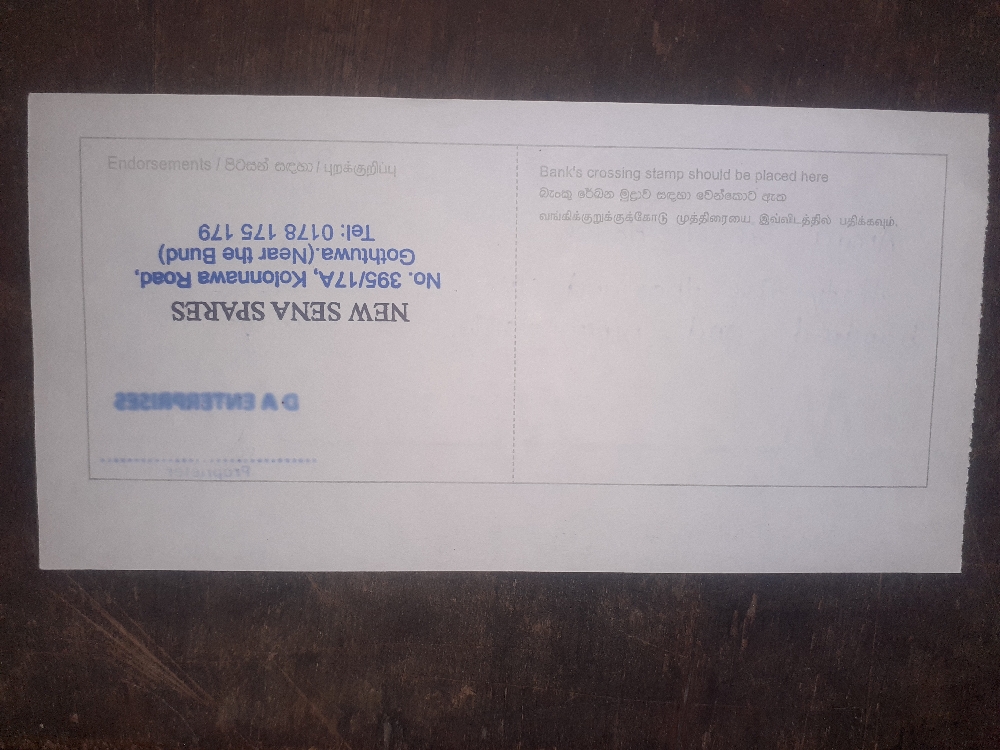 Endorsements / පිටසන් සඳහා / புறக்குறிப்பு
NEW SENA SPARES
No. 395/17A, Kolonnawa Road,
Gothtuwa.(Near the Bund)
Tel: 0178 175 179
D A ENTERPRISES
Proprietor
Bank's crossing stamp should be placed here
බැංකු රේඛන මුද්‍රාව සඳහා වෙන්කොට ඇත
வங்கிக்குறுக்குக்கோடு முத்திரையை இவ்விடத்தில் பதிக்கவும்.